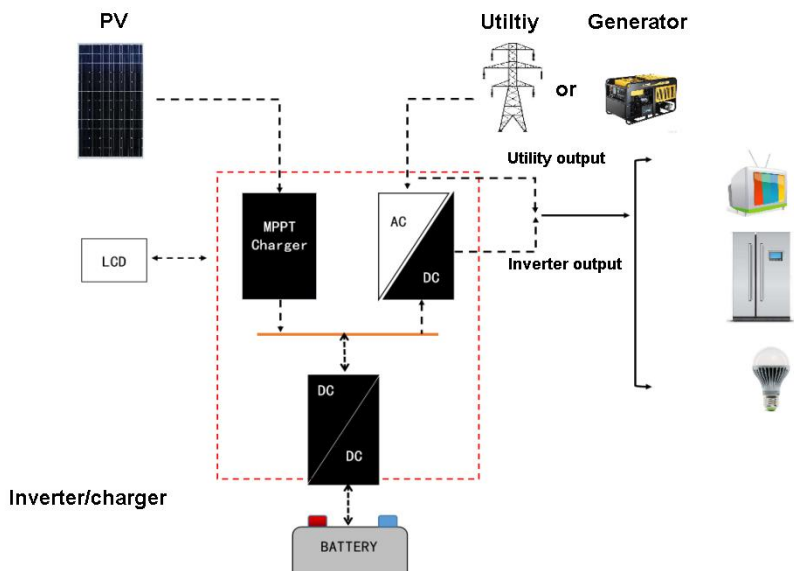 PV
Utiltiy
or
Generator
Utility output
MPPT
Charger
AC
DC
LCD
Inverter output
DC
DC
Inverter/charger
BATTERY